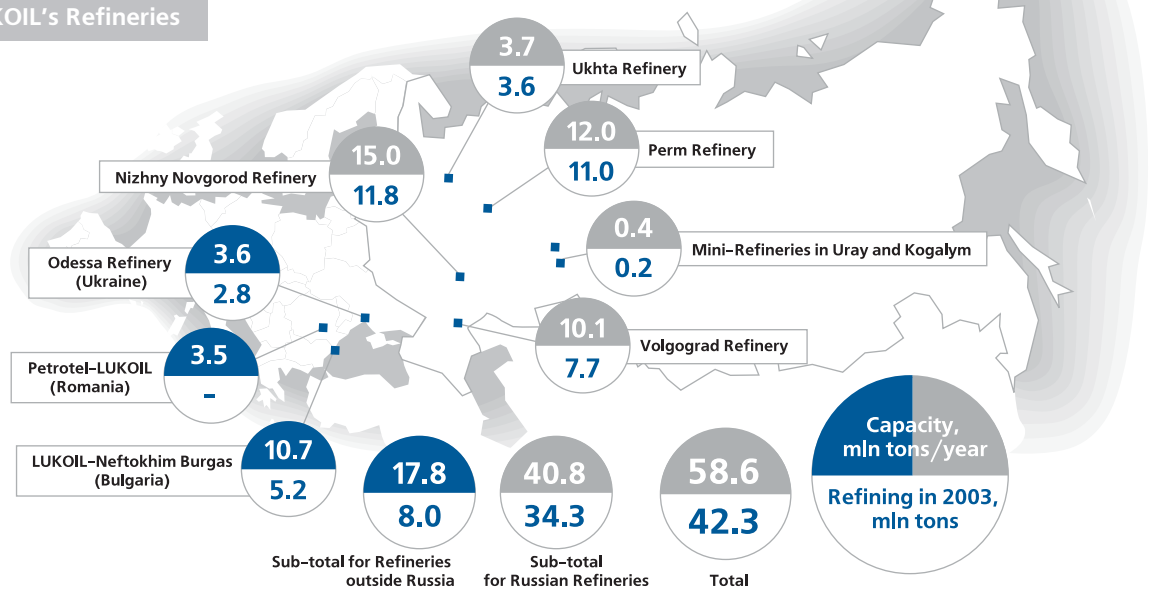 KOIL's Refineries
3.7
3.6
Ukhta Refinery
12.0
11.0
Perm Refinery
15.0
11.8
Nizhny Novgorod Refinery
0.4
0.2
Mini-Refineries in Uray and Kogalym
3.6
2.8
Odessa Refinery
(Ukraine)
10.1
7.7
Volgograd Refinery
3.5
–
Petrotel-LUKOIL
(Romania)
10.7
5.2
LUKOIL-Neftokhim Burgas
(Bulgaria)
17.8
8.0
Sub-total for Refineries
outside Russia
40.8
34.3
Sub-total
for Russian Refineries
58.6
42.3
Total
Capacity,
mln tons/year
Refining in 2003,
mln tons